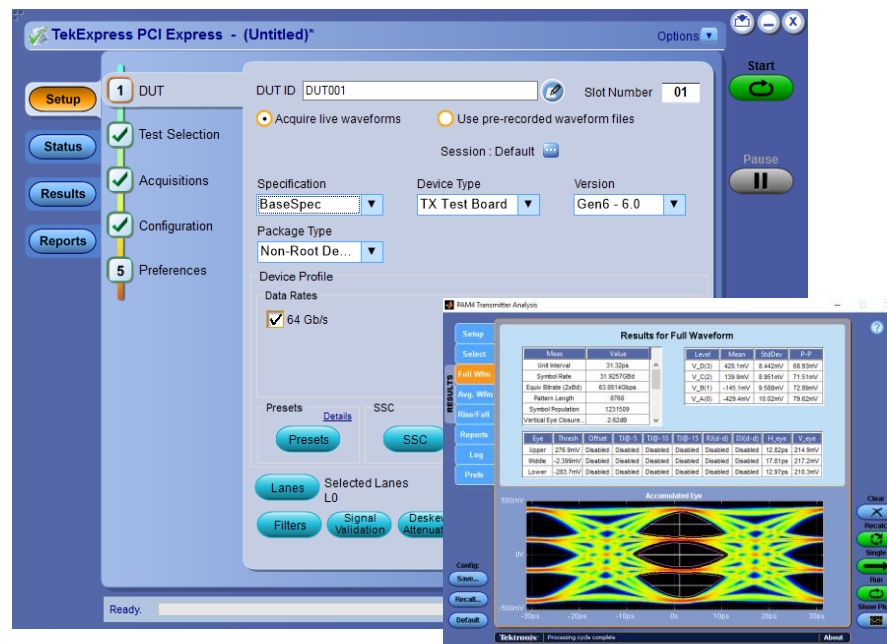 TekExpress PCI Express - (Untitled)*
Options
Start
Pause
Setup
Status
Results
Reports
1 DUT
Test Selection
Acquisitions
Configuration
5 Preferences
DUT ID DUT001
Slot Number 01
Acquire live waveforms
Use pre-recorded waveform files
Session : Default
Specification
Device Type
Version
BaseSpec
TX Test Board
Gen6 - 6.0
Package Type
Non-Root De...
Device Profile
Data Rates
64 Gb/s
Presets
Details
SSC
Presets
SSC
Lanes
Selected Lanes
L0
Filters
Signal Validation
Deske
Attenuat
Ready.
PAM4 Transmitter Analysis
RESULTS
Setup
Select
Full Wfm
Avg. Wfm
Rise/Fall
Reports
Log
Prefs
Results for Full Waveform
Meas Value
Unit Interval 31.32ps
Symbol Rate 31.9257GBd
Equiv Bitrate (2xBd) 63.8514Gbps
Pattern Length 8760
Symbol Population 1231509
Vertical Eye Closure... 2.62dB
Level Mean StdDev P-P
V_D(3) 420.1mV 8.442mV 68.93mV
V_C(2) 139.9mV 8.951mV 71.51mV
V_B(1) -145.1mV 9.588mV 72.89mV
V_A(0) -429.4mV 10.02mV 79.62mV
Eye Thresh Offset TJ@-5 TJ@-10 TJ@-15 RJ(d-d) DJ(d-d) H_eye V_eye
Upper 276.9mV Disabled Disabled Disabled Disabled Disabled Disabled 12.82ps 214.9mV
Middle -2.399mV Disabled Disabled Disabled Disabled Disabled Disabled 17.81ps 217.2mV
Lower -283.7mV Disabled Disabled Disabled Disabled Disabled Disabled 12.97ps 210.3mV
Accumulated Eye
500mV
0V
-500mV
-30ps -20ps -10ps 0s 10ps 20ps 30ps
Config:
Save...
Recall...
Default
Clear
Recalc
Single
Run
Show Plo
Tektronix Processing cycle complete About